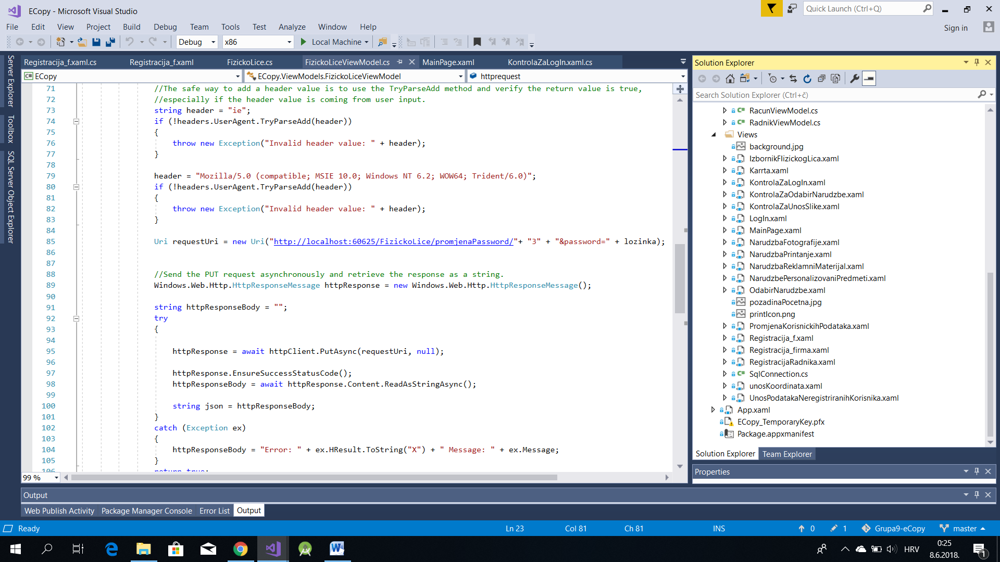 ECopy - Microsoft Visual Studio
Quick Launch (Ctrl+Q)
File Edit View Project Build Debug Team Tools Test Analyze Window Help
Sign in
Debug x86 Local Machine
Server Explorer
Toolbox
SQL Server Object Explorer
Registracija_f.xaml.cs Registracija_f.xaml FizickoLice.cs FizickoLiceViewModel.cs MainPage.xaml KontrolaZaLogIn.xaml.cs
ECopy ECopy.ViewModels.FizickoLiceViewModel httprequest
71 //The safe way to add a header value is to use the TryParseAdd method and verify the return value is true,
72 //especially if the header value is coming from user input.
73 string header = "ie";
74 if (!headers.UserAgent.TryParseAdd(header))
75 {
76 throw new Exception("Invalid header value: " + header);
77 }
78
79 header = "Mozilla/5.0 (compatible; MSIE 10.0; Windows NT 6.2; WOW64; Trident/6.0)";
80 if (!headers.UserAgent.TryParseAdd(header))
81 {
82 throw new Exception("Invalid header value: " + header);
83 }
84
85 Uri requestUri = new Uri("http://localhost:60625/FizickoLice/promjenaPassword/"+ "3" + "&password=" + lozinka);
86
87
88 //Send the PUT request asynchronously and retrieve the response as a string.
89 Windows.Web.Http.HttpResponseMessage httpResponse = new Windows.Web.Http.HttpResponseMessage();
90
91 string httpResponseBody = "";
92 try
93 {
94
95 httpResponse = await httpClient.PutAsync(requestUri, null);
96
97 httpResponse.EnsureSuccessStatusCode();
98 httpResponseBody = await httpResponse.Content.ReadAsStringAsync();
99
100 string json = httpResponseBody;
101 }
102 catch (Exception ex)
103 {
104 httpResponseBody = "Error: " + ex.HResult.ToString("X") + " Message: " + ex.Message;
105 }
106 return true;
99 %
Solution Explorer
Search Solution Explorer (Ctrl+č)
RacunViewModel.cs
RadnikViewModel.cs
Views
background.jpg
IzbornikFIizickogLica.xaml
Karrta.xaml
KontrolaZaLogIn.xaml
KontrolaZaOdabirNarudzbe.xaml
KontrolaZaUnosSlike.xaml
LogIn.xaml
MainPage.xaml
NarudzbaFotografije.xaml
NarudzbaPrintanje.xaml
NarudzbaReklamniMaterijal.xaml
NarudzbePersonalizovaniPredmeti.xaml
OdabirNarudzbe.xaml
pozadinaPocetna.jpg
printIcon.png
PromjenaKorisnickihPodataka.xaml
Registracija_f.xaml
Registracija_firma.xaml
RegistracijaRadnika.xaml
SqlConnection.cs
unosKoordinata.xaml
UnosPodatakaNeregistriranihKorisnika.xaml
App.xaml
ECopy_TemporaryKey.pfx
Package.appxmanifest
Solution Explorer Team Explorer
Properties
Output
Web Publish Activity Package Manager Console Error List Output
Ready Ln 23 Col 81 Ch 81 INS 0 1 Grupa9-eCopy master
HRV 0:25
8.6.2018. 1